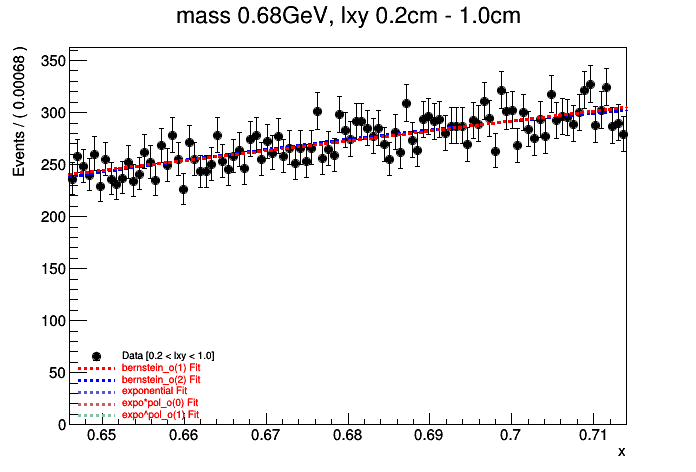 mass 0.68GeV, lxy 0.2cm - 1.0cm
Events / ( 0.00068 )
350
300
250
200
150
100
50
0
Data [0.2 < lxy < 1.0]
bernstein_o(1) Fit
bernstein_o(2) Fit
exponential Fit
expo*pol_o(0) Fit
expo*pol_o(1) Fit
0.65 0.66 0.67 0.68 0.69 0.7 0.71
x